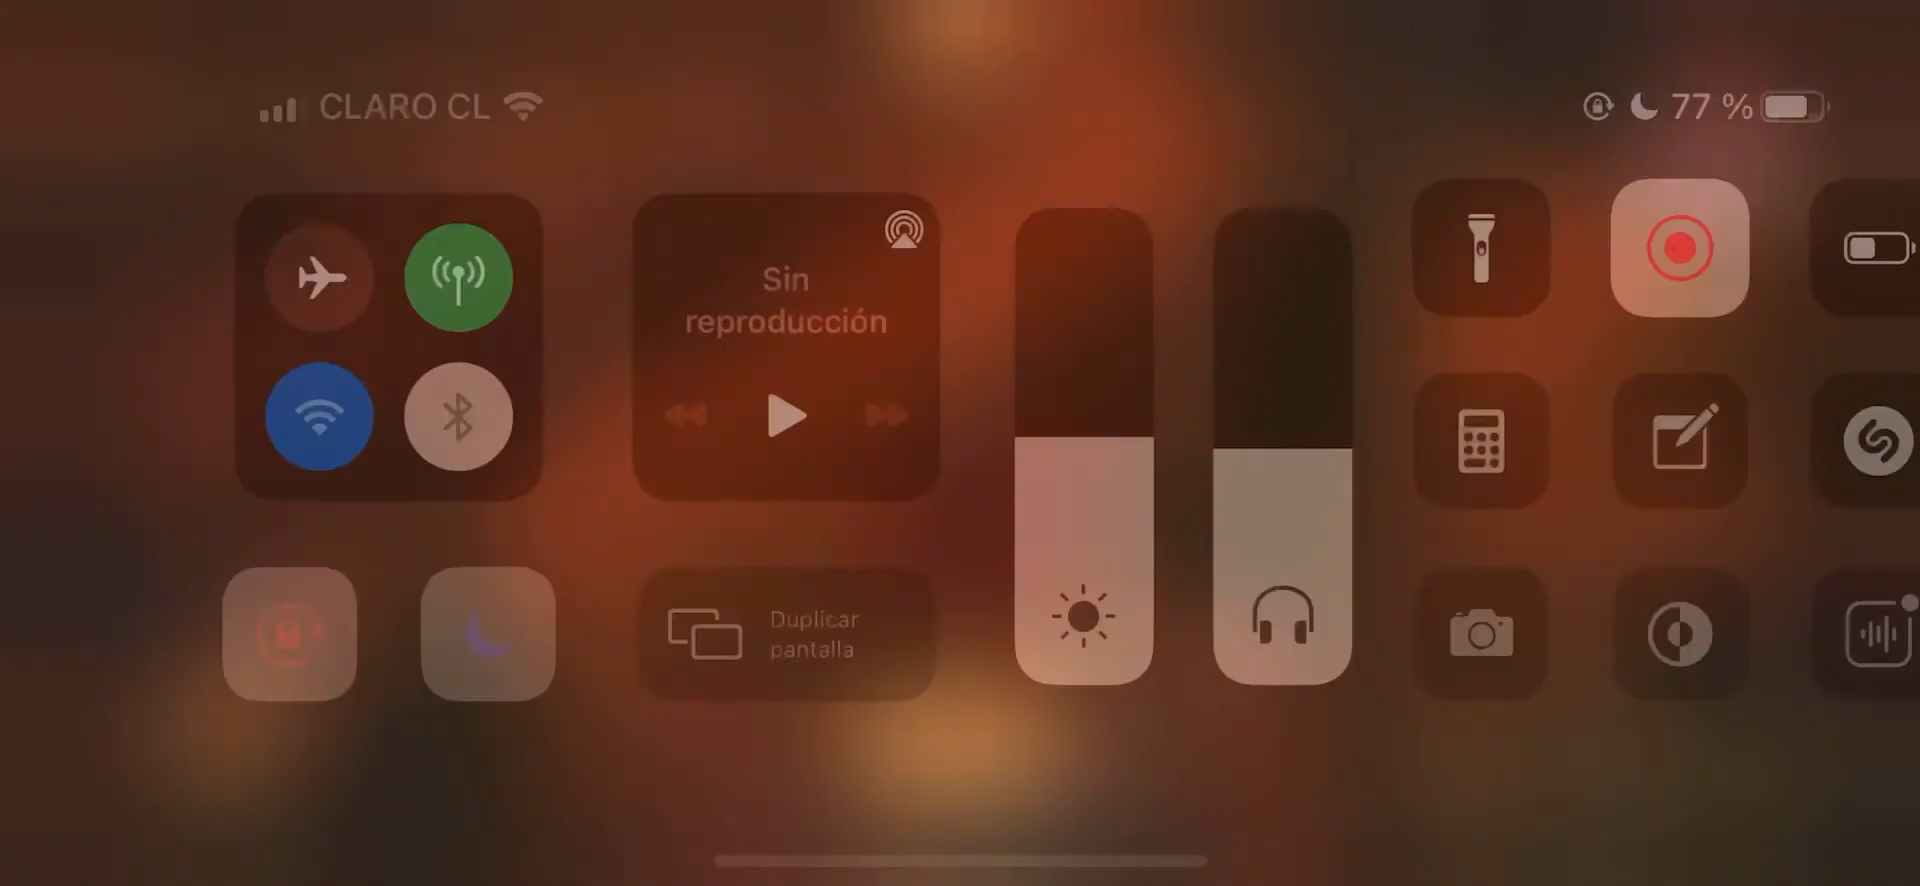 CLARO CL
77 %
Sin
reproducción
Duplicar
pantalla